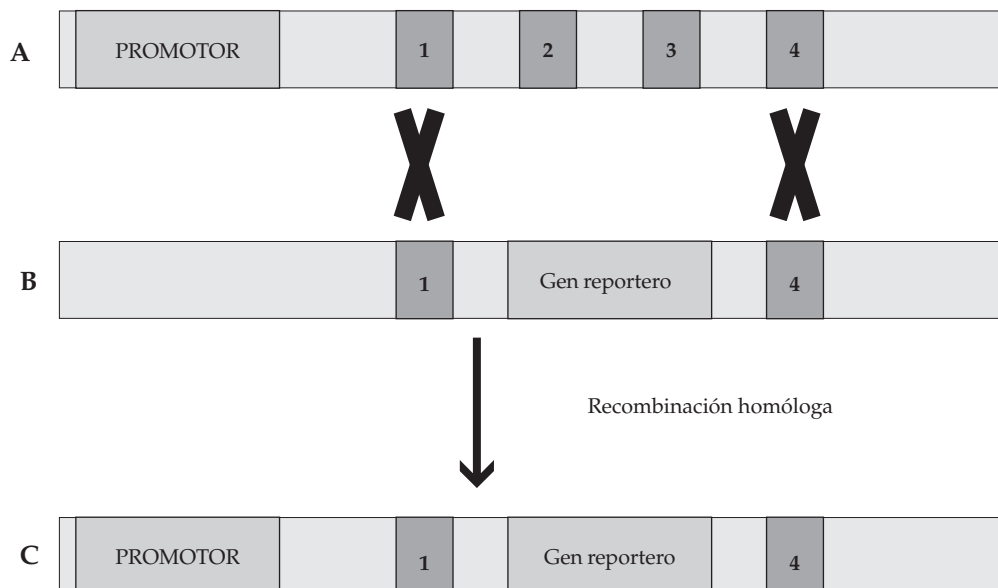 A PROMOTOR 1 2 3 4
B 1 Gen reportero 4
Recombinación homóloga
C PROMOTOR 1 Gen reportero 4